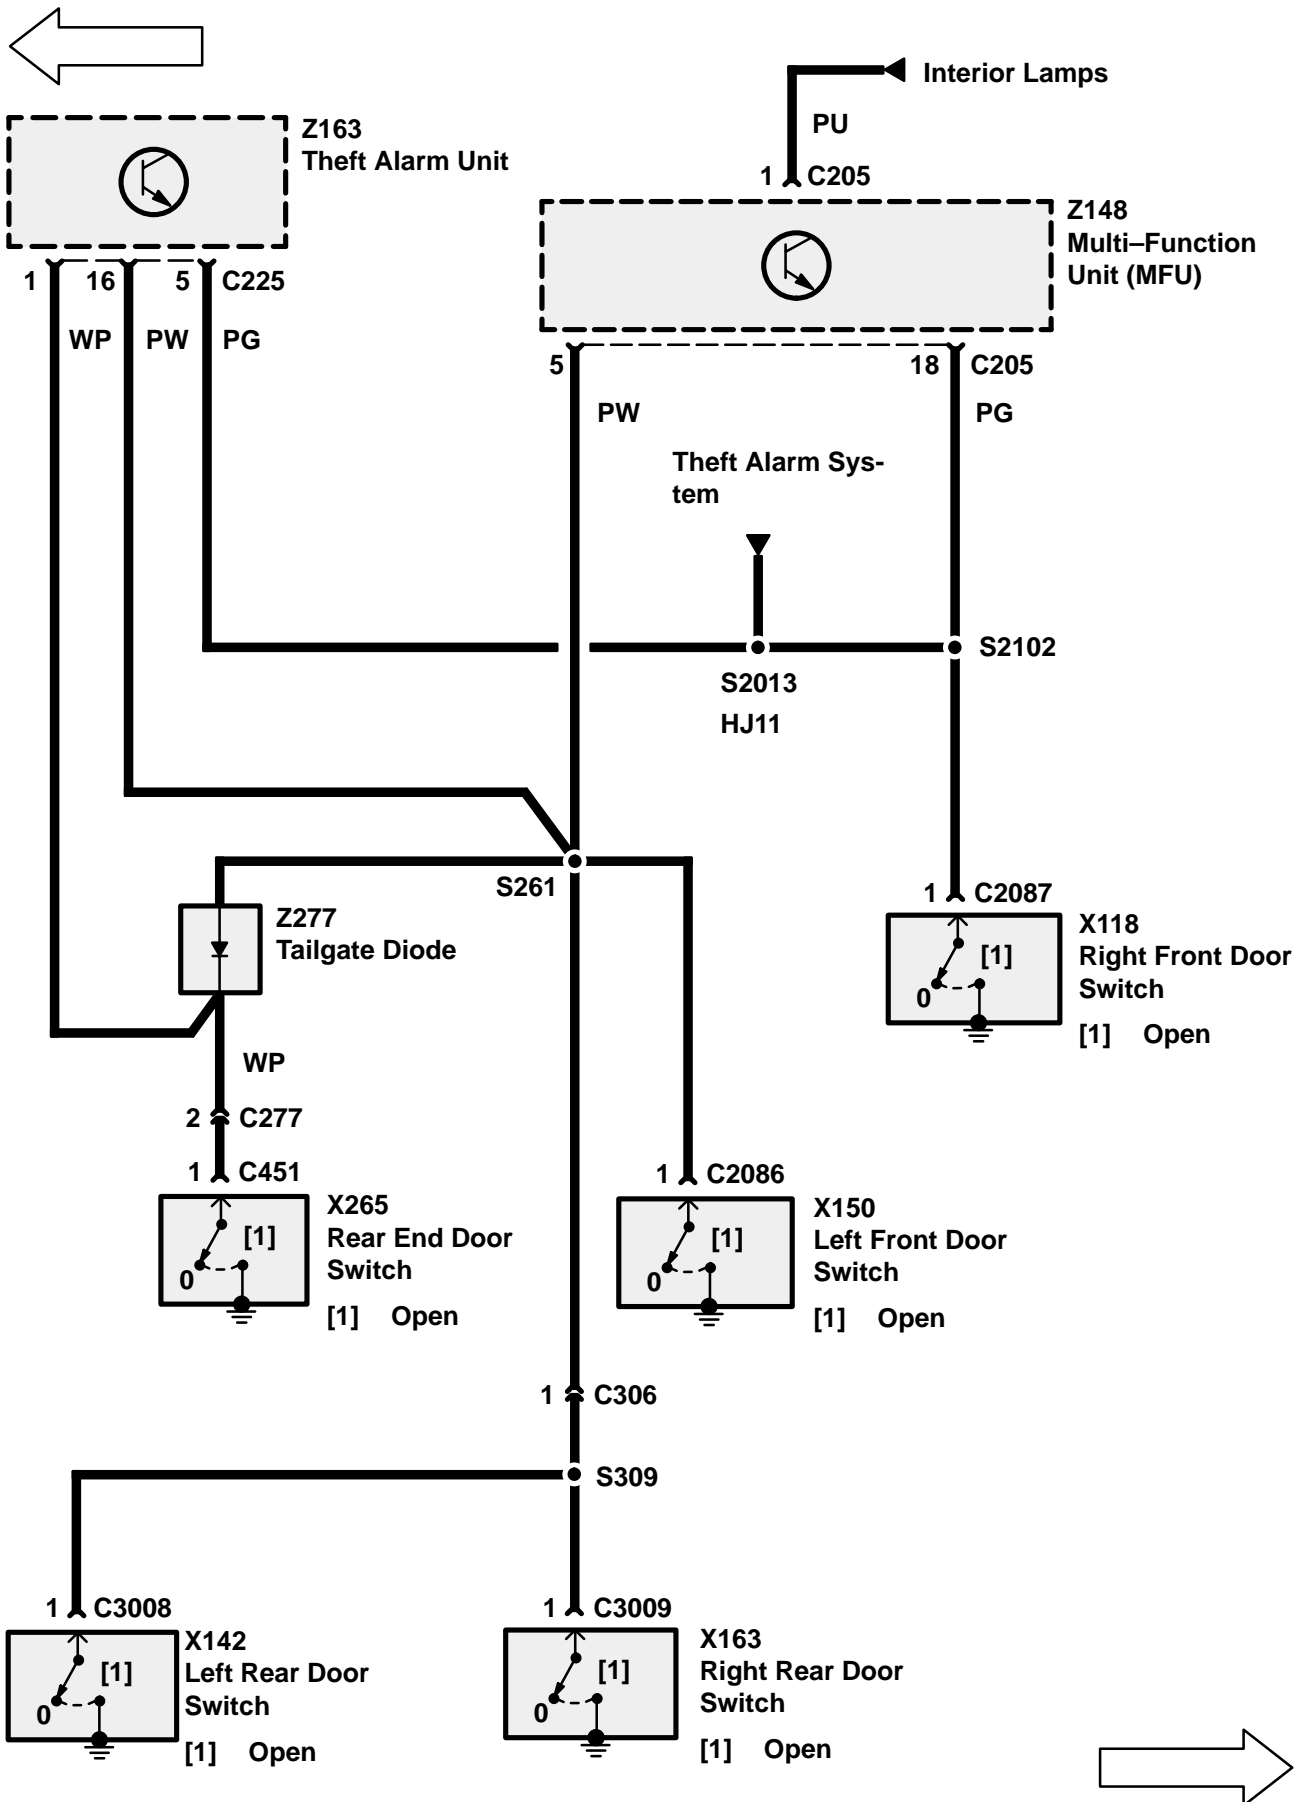 Interior Lamps
PU
1 C205
Z163
Theft Alarm Unit
Z148
Multi–Function
Unit (MFU)
1 16 5 C225
WP PW PG
5 18 C205
PW PG
Theft Alarm Sys-
tem
S2102
S2013
HJ11
S261
1 C2087
Z277
Tailgate Diode
X118
Right Front Door
Switch
[1] Open
[1]
0
WP
2 C277
1 C451
X265
Rear End Door
Switch
[1] Open
[1]
0
1 C2086
X150
Left Front Door
Switch
[1] Open
[1]
0
1 C306
S309
1 C3008
X142
Left Rear Door
Switch
[1] Open
[1]
0
1 C3009
X163
Right Rear Door
Switch
[1] Open
[1]
0